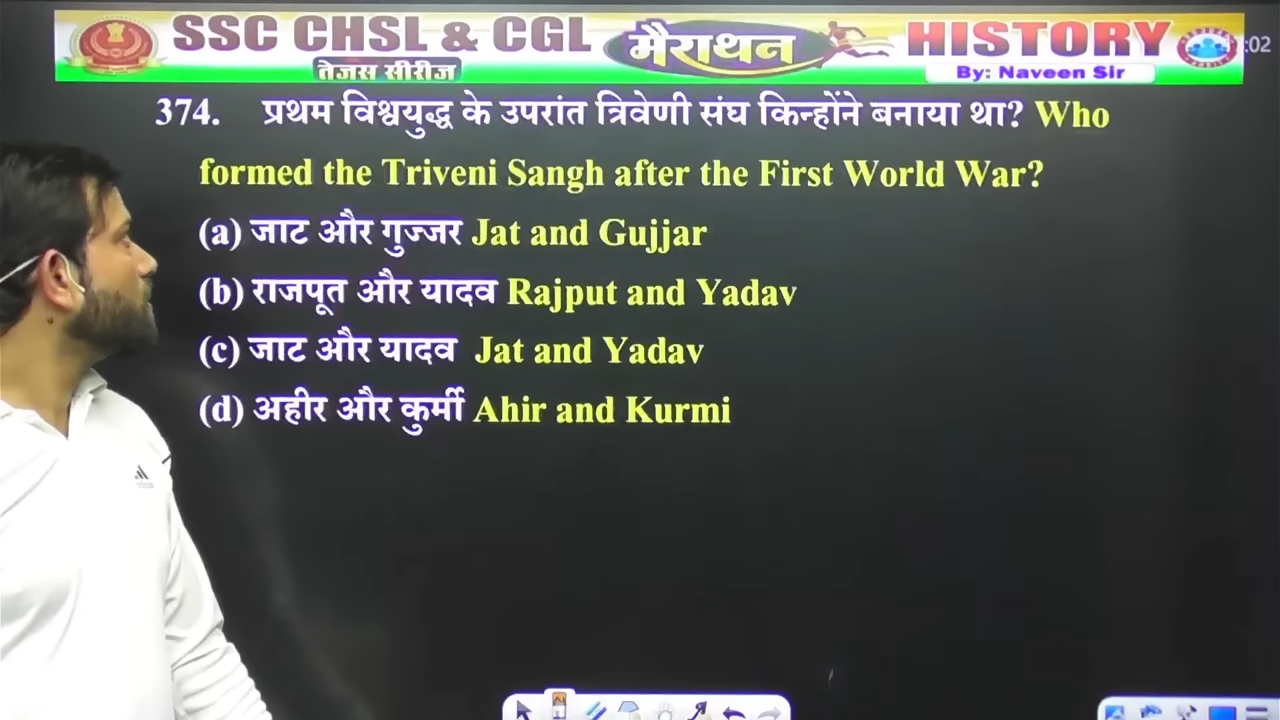 SSC CHSL & CGL मैराथन HISTORY :02
तेजस सीरीज By: Naveen Sir
374. प्रथम विश्वयुद्ध के उपरांत त्रिवेणी संघ किन्होंने बनाया था? Who
formed the Triveni Sangh after the First World War?
(a) जाट और गुज्जर Jat and Gujjar
(b) राजपूत और यादव Rajput and Yadav
(c) जाट और यादव Jat and Yadav
(d) अहीर और कुर्मी Ahir and Kurmi